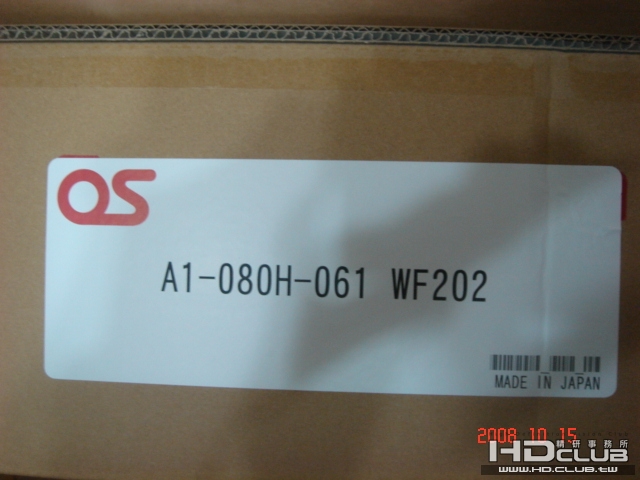 OS
A1-080H-061 WF202
MADE IN JAPAN
2008 10 15
精研事務所
HDCLUB
WWW.HD.CLUB.TW